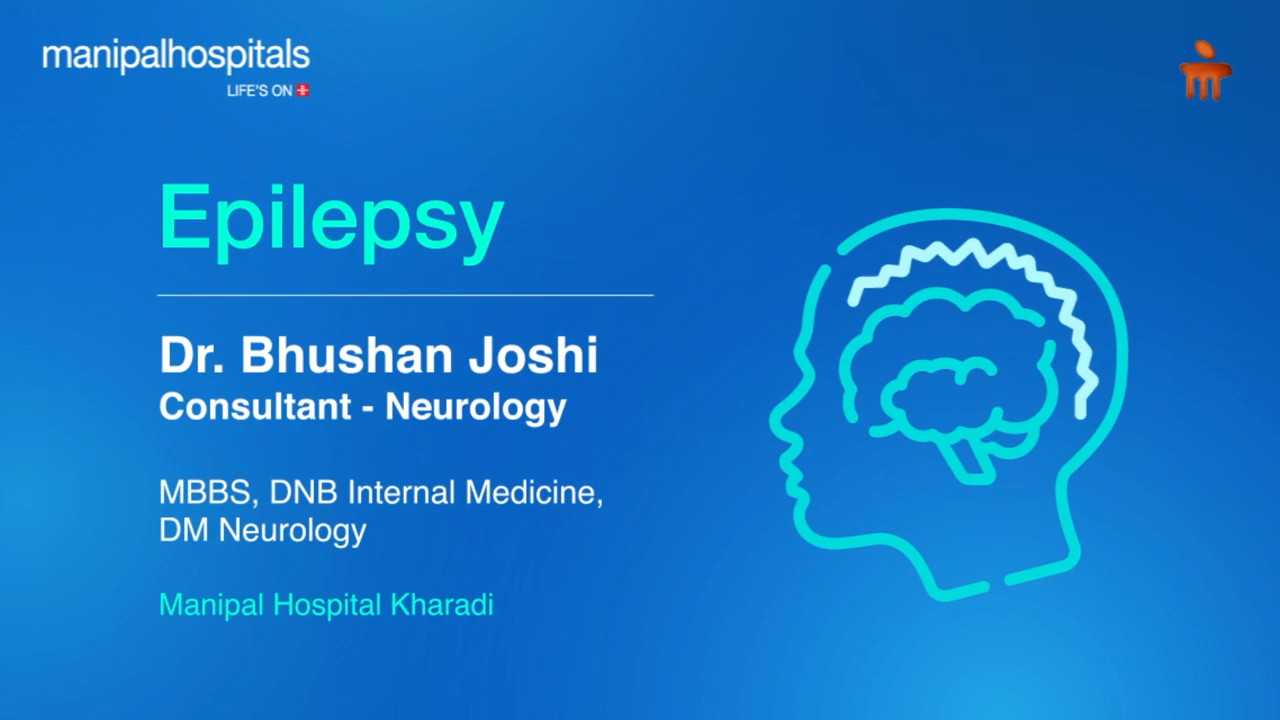 manipalhospitals
LIFE'S ON
Epilepsy
Dr. Bhushan Joshi
Consultant - Neurology
MBBS, DNB Internal Medicine,
DM Neurology
Manipal Hospital Kharadi